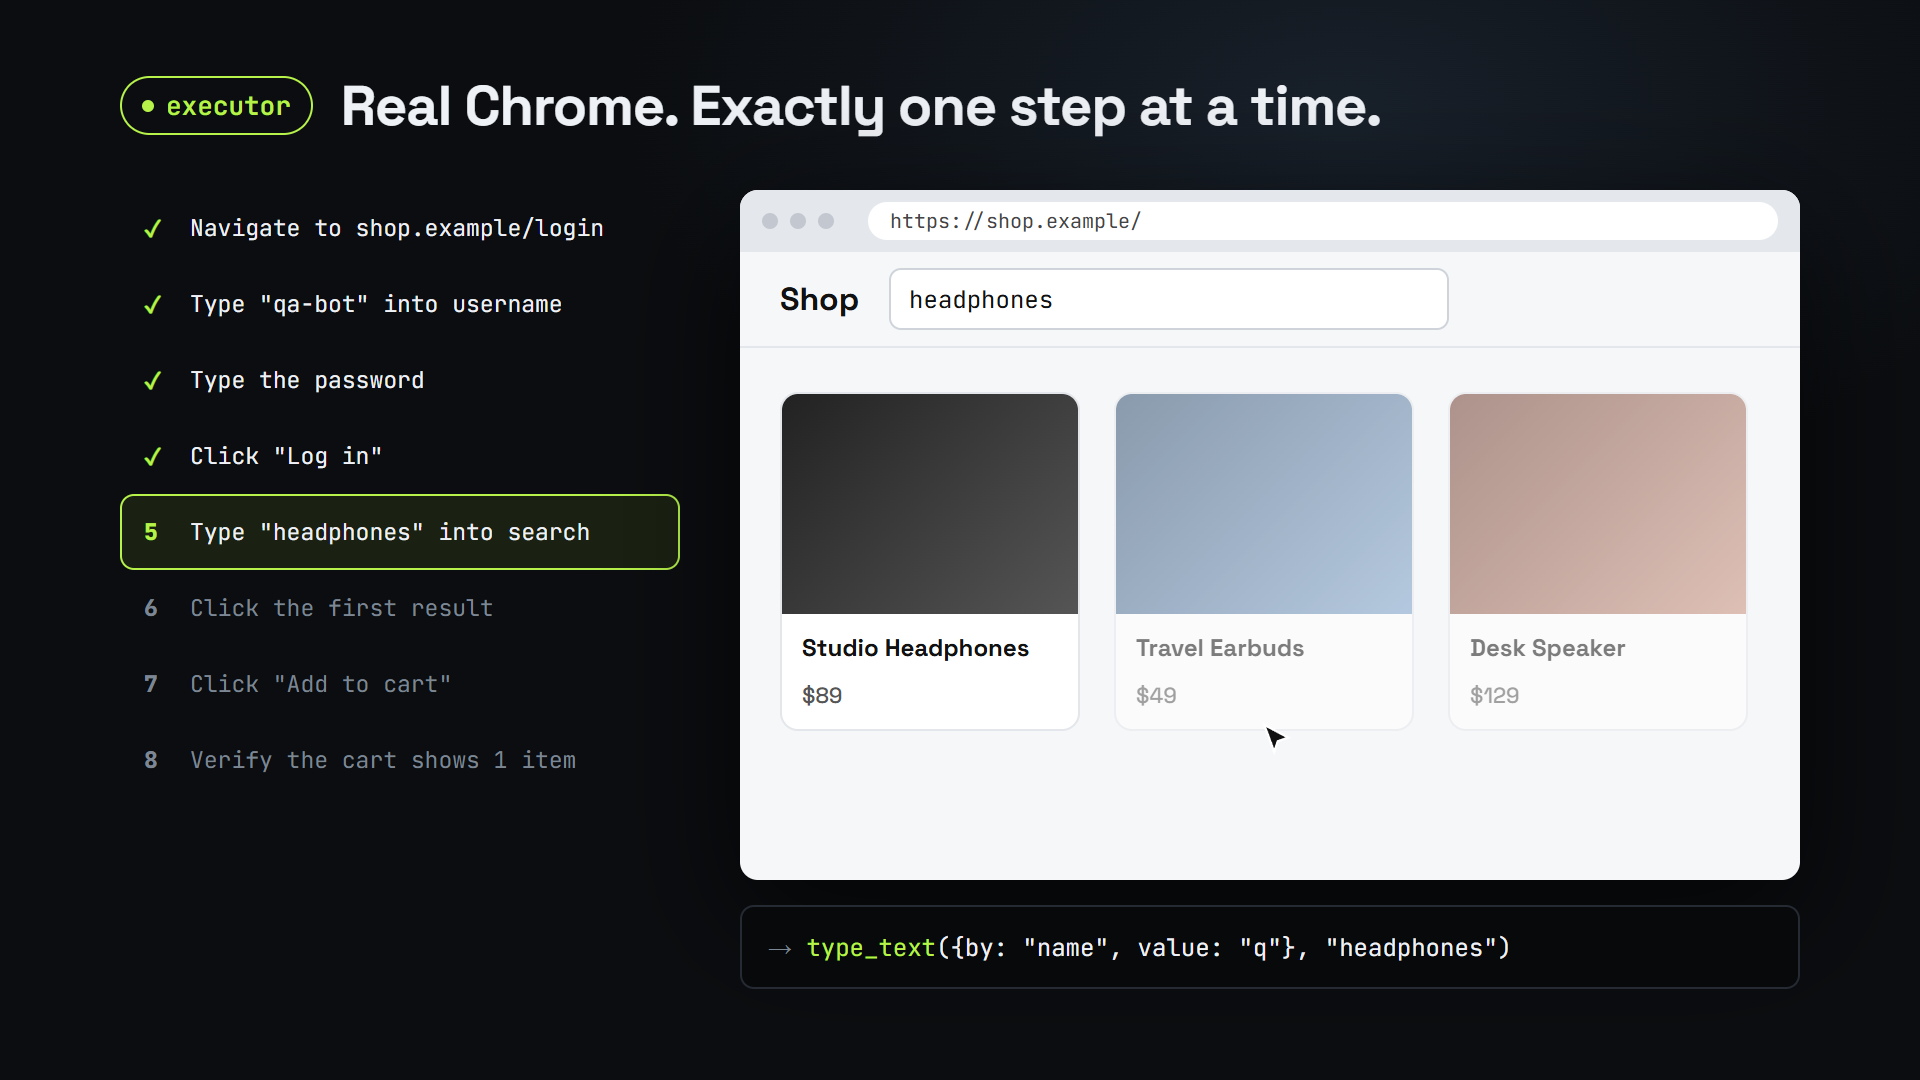 executor
Real Chrome. Exactly one step at a time.
✓ Navigate to shop.example/login
✓ Type "qa-bot" into username
✓ Type the password
✓ Click "Log in"
5 Type "headphones" into search
6 Click the first result
7 Click "Add to cart"
8 Verify the cart shows 1 item
https://shop.example/
Shop
headphones
Studio Headphones
$89
Travel Earbuds
$49
Desk Speaker
$129
→ type_text({by: "name", value: "q"}, "headphones")